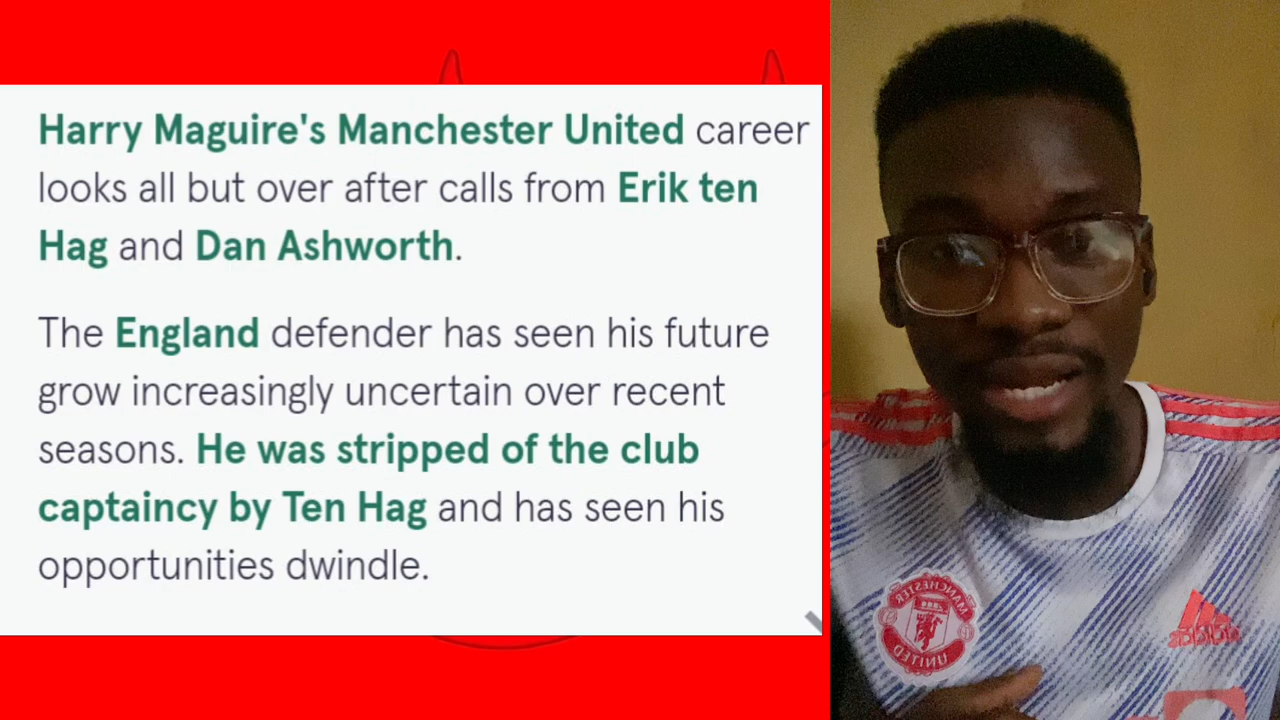 Harry Maguire's Manchester United career
looks all but over after calls from Erik ten
Hag and Dan Ashworth.
The England defender has seen his future
grow increasingly uncertain over recent
seasons. He was stripped of the club
captaincy by Ten Hag and has seen his
opportunities dwindle.
MANCHESTER
UNITED
adidas